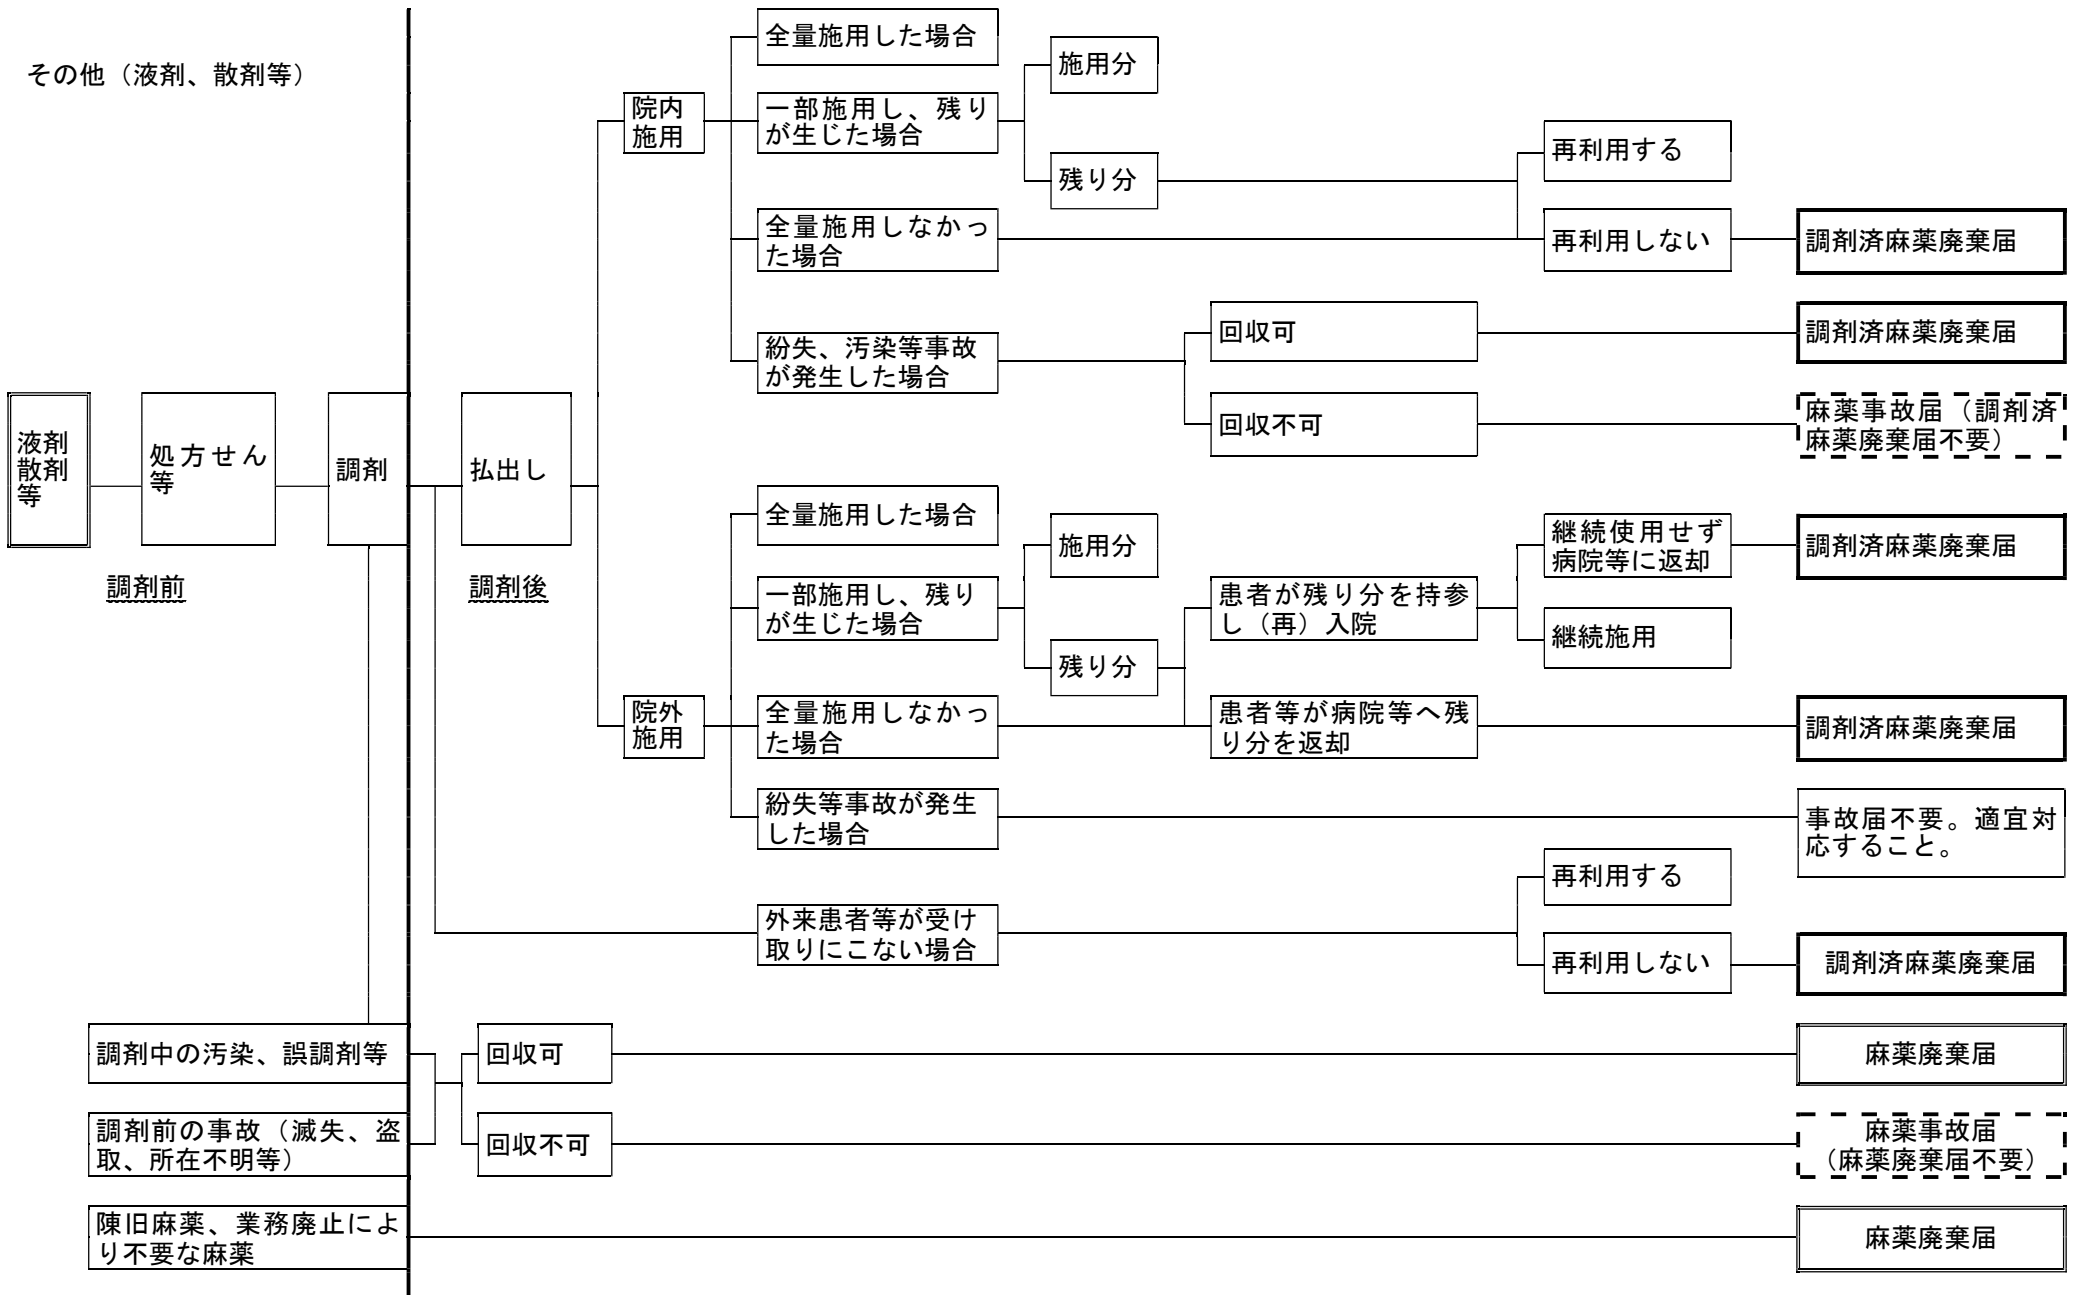 その他（液剤、散剤等）
液剤
散剤
等
処方せん
等
調剤
調剤前
払出し
調剤後
院内
施用
全量施用した場合
一部施用し、残り
が生じた場合
施用分
残り分
全量施用しなかっ
た場合
再利用する
再利用しない
調剤済麻薬廃棄届
紛失、汚染等事故
が発生した場合
回収可
調剤済麻薬廃棄届
回収不可
麻薬事故届（調剤済
麻薬廃棄届不要）
院外
施用
全量施用した場合
一部施用し、残り
が生じた場合
施用分
残り分
患者が残り分を持参
し（再）入院
継続使用せず
病院等に返却
調剤済麻薬廃棄届
継続施用
全量施用しなかっ
た場合
患者等が病院等へ残
り分を返却
調剤済麻薬廃棄届
紛失等事故が発生
した場合
事故届不要。適宜対
応すること。
外来患者等が受け
取りにこない場合
再利用する
再利用しない
調剤済麻薬廃棄届
調剤中の汚染、誤調剤等
回収可
麻薬廃棄届
調剤前の事故（滅失、盗
取、所在不明等）
回収不可
麻薬事故届
（麻薬廃棄届不要）
陳旧麻薬、業務廃止によ
り不要な麻薬
麻薬廃棄届